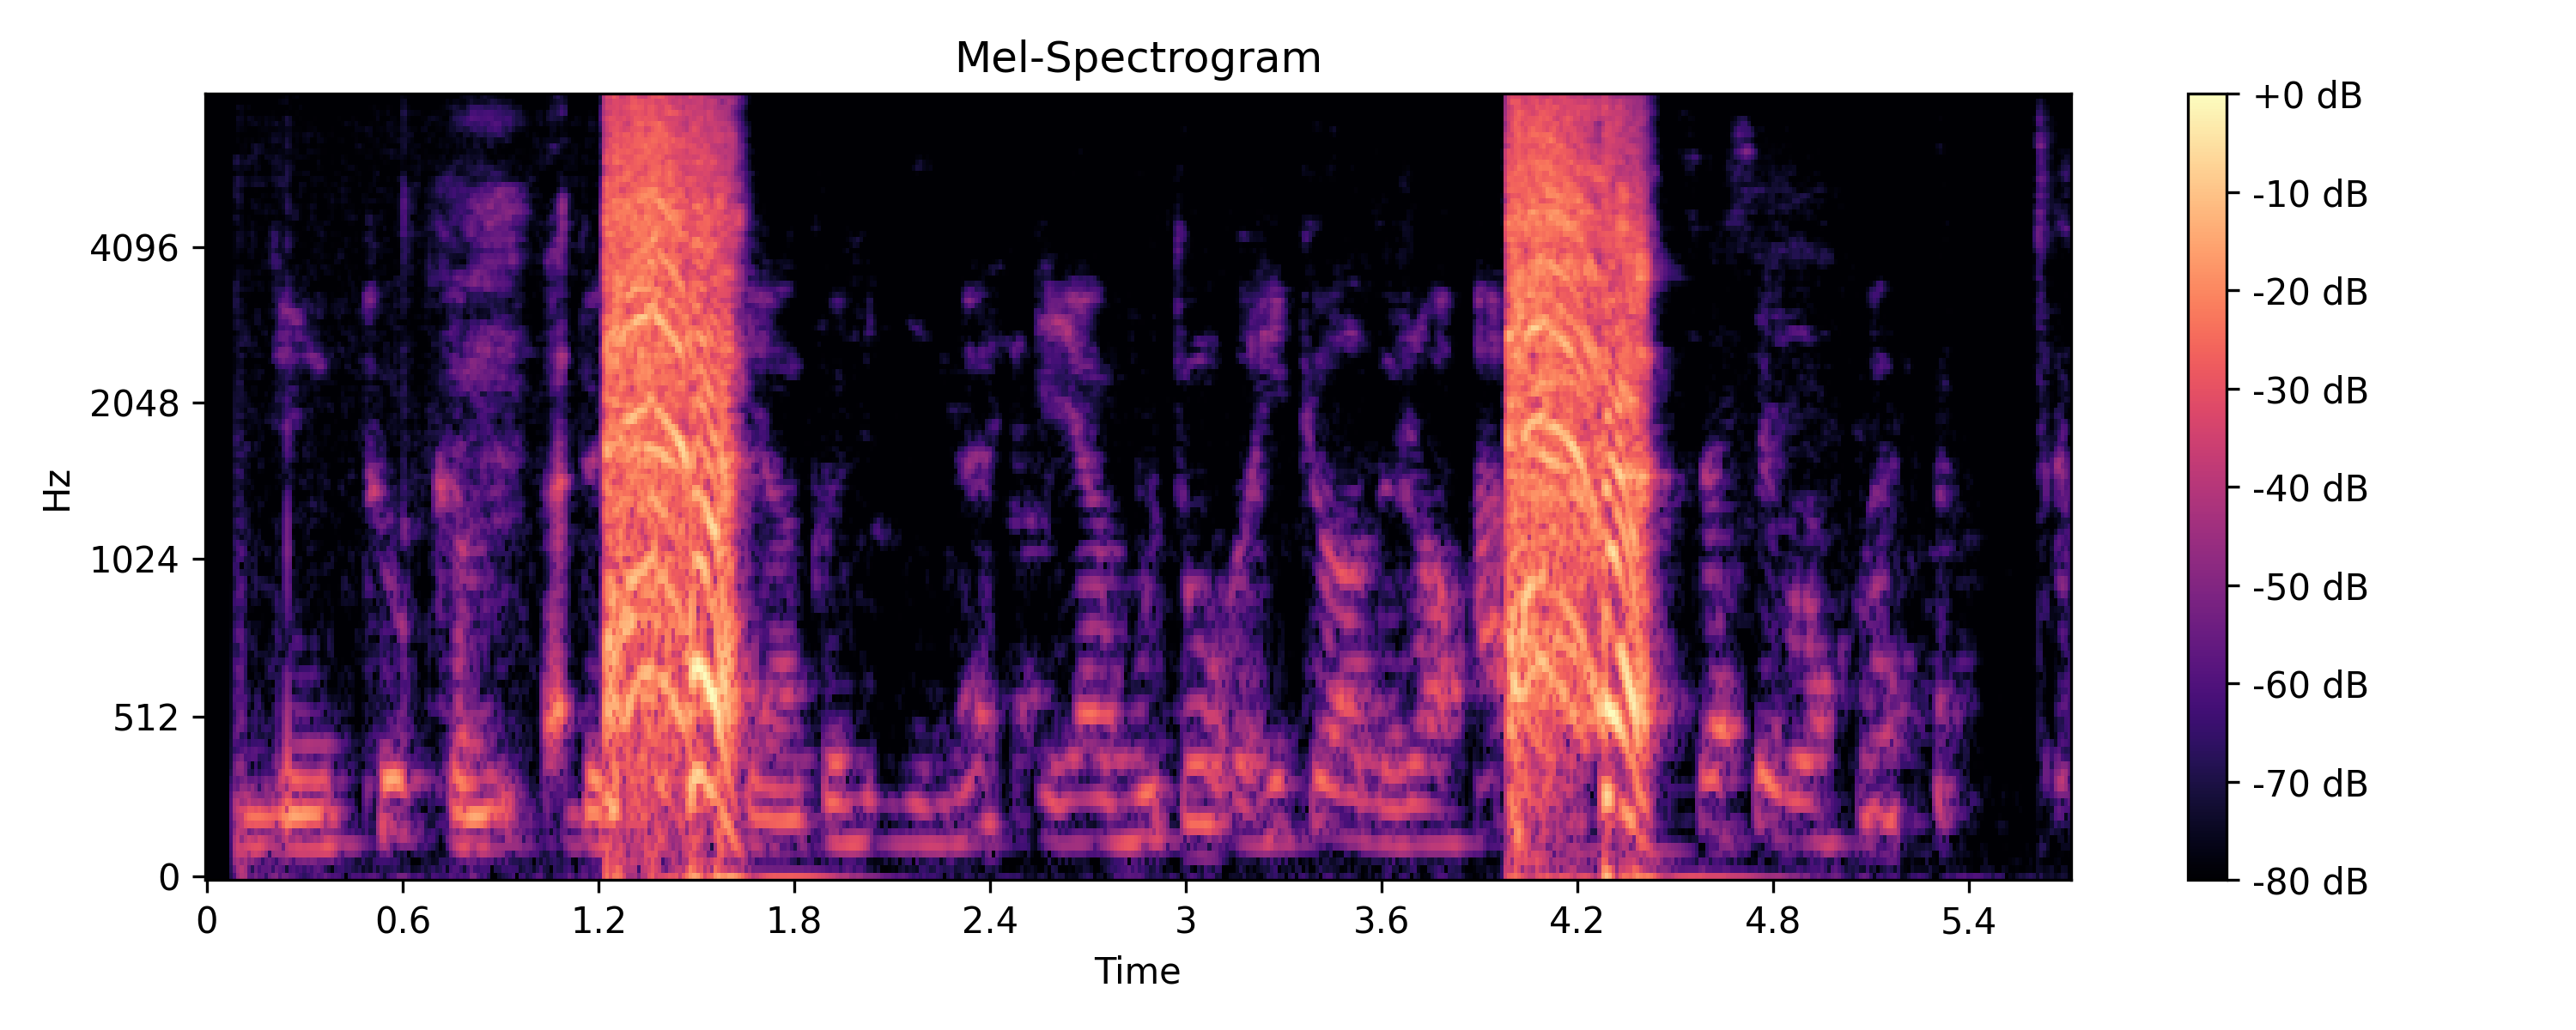 Mel-Spectrogram
Hz
4096
2048
1024
512
0
0 0.6 1.2 1.8 2.4 3 3.6 4.2 4.8 5.4
Time
+0 dB
-10 dB
-20 dB
-30 dB
-40 dB
-50 dB
-60 dB
-70 dB
-80 dB